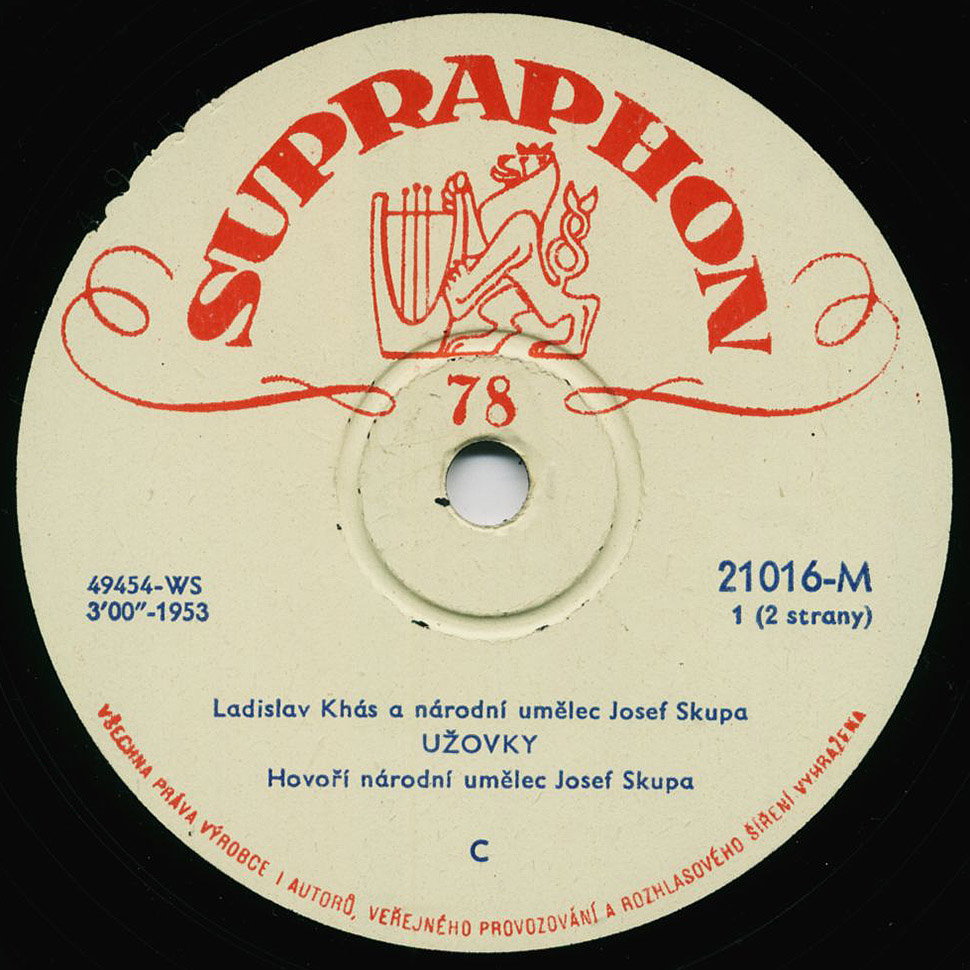 SUPRAPHON
78
49454-WS
3'00"-1953
21016-M
1 (2 strany)
Ladislav Khás a národní umělec Josef Skupa
UŽOVKY
Hovoří národní umělec Josef Skupa
C
VŠECHNA PRÁVA VÝROBCE I AUTORŮ, VEŘEJNÉHO PROVOZOVÁNÍ A ROZHLASOVÉHO ŠÍŘENÍ VYHRAŽENA